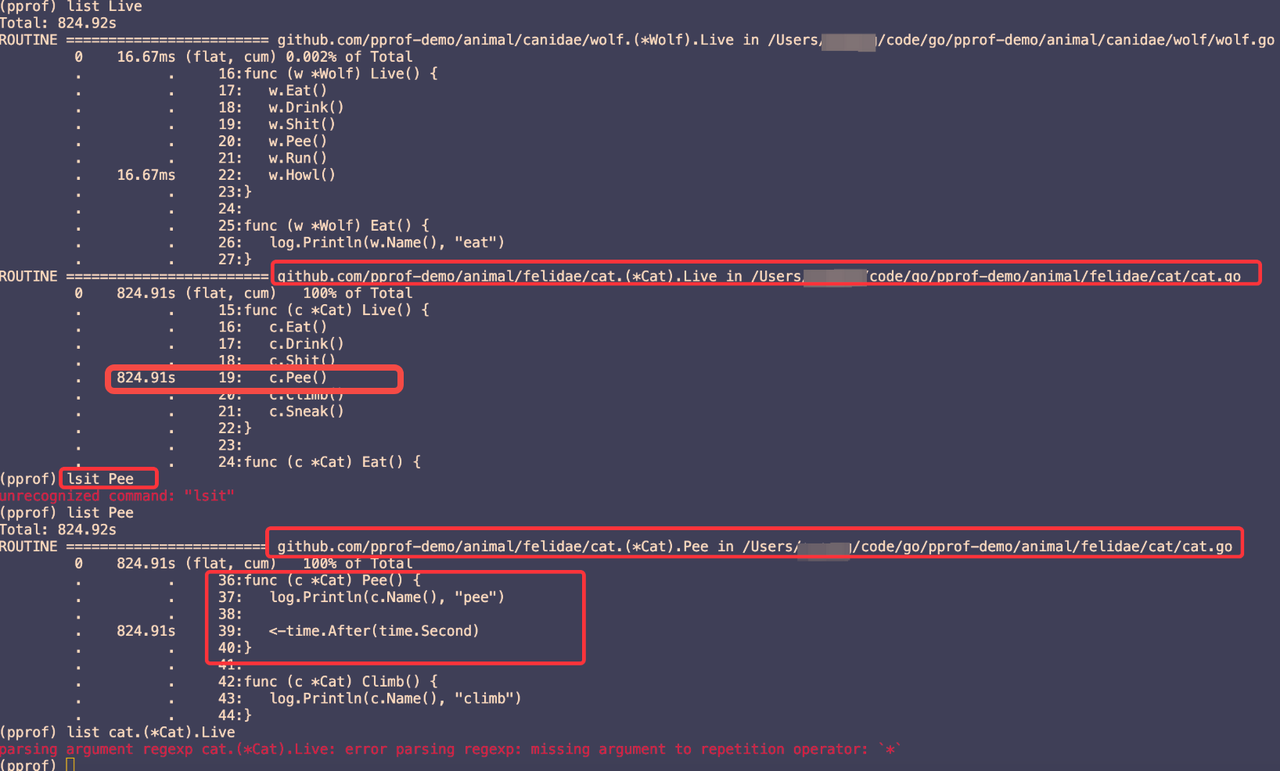 (pprof) list Live
Total: 824.92s
ROUTINE ======================== github.com/pprof-demo/animal/canidae/wolf.(*Wolf).Live in /Users/ /code/go/pprof-demo/animal/canidae/wolf/wolf.go
0 16.67ms (flat, cum) 0.002% of Total
. . 16:func (w *Wolf) Live() {
. . 17: w.Eat()
. . 18: w.Drink()
. . 19: w.Shit()
. . 20: w.Pee()
. . 21: w.Run()
. 16.67ms 22: w.Howl()
. . 23:}
. . 24:
. . 25:func (w *Wolf) Eat() {
. . 26: log.Println(w.Name(), "eat")
. . 27:}
ROUTINE ======================== github.com/pprof-demo/animal/felidae/cat.(*Cat).Live in /Users/ /code/go/pprof-demo/animal/felidae/cat/cat.go
0 824.91s (flat, cum) 100% of Total
. . 15:func (c *Cat) Live() {
. . 16: c.Eat()
. . 17: c.Drink()
. . 18: c.Shit()
. 824.91s 19: c.Pee()
. . 20: c.Climb()
. . 21: c.Sneak()
. . 22:}
. . 23:
. . 24:func (c *Cat) Eat() {
(pprof) lsit Pee
unrecognized command: "lsit"
(pprof) list Pee
Total: 824.92s
ROUTINE ======================== github.com/pprof-demo/animal/felidae/cat.(*Cat).Pee in /Users/ /code/go/pprof-demo/animal/felidae/cat/cat.go
0 824.91s (flat, cum) 100% of Total
. . 36:func (c *Cat) Pee() {
. . 37: log.Println(c.Name(), "pee")
. . 38:
. 824.91s 39: <-time.After(time.Second)
. . 40:}
. . 41:
. . 42:func (c *Cat) Climb() {
. . 43: log.Println(c.Name(), "climb")
. . 44:}
(pprof) list cat.(*Cat).Live
parsing argument regexp cat.(*Cat).Live: error parsing regexp: missing argument to repetition operator: `*`
(pprof)